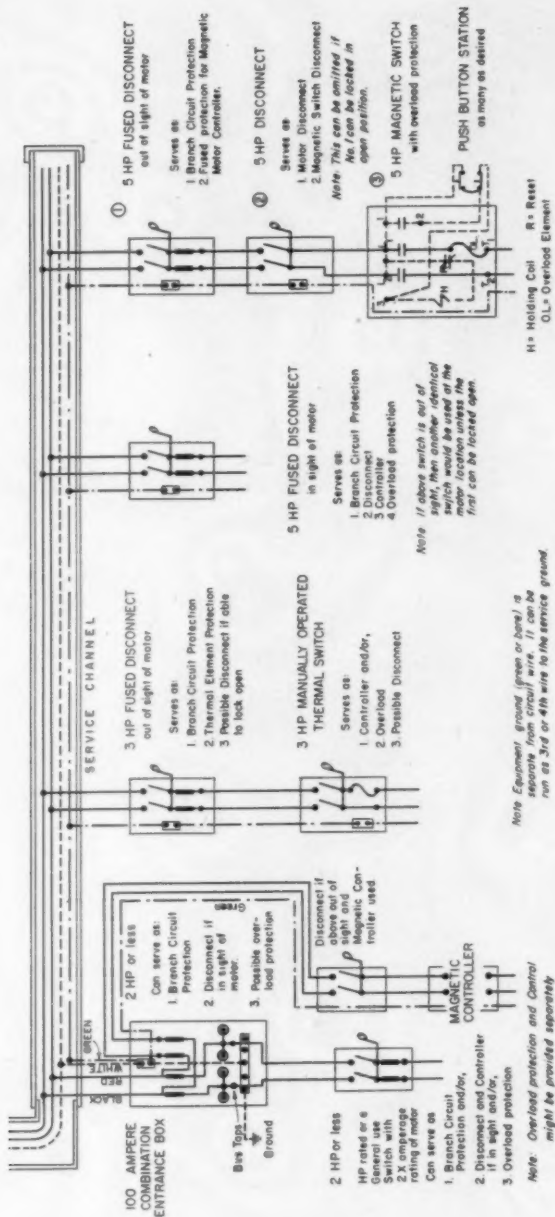 100 AMPERE
COMBINATION
ENTRANCE BOX
BLACK
RED
WHITE
GREEN
Bus Taps
Ground
2 HP or less
Can serve as:
1. Branch Circuit
Protection
2. Disconnect if
in sight of
motor.
3. Possible over-
load protection
Green
2 HP or less
HP rated or a
General use
Switch with
2 X amperage
rating of motor
Can serve as
1. Branch Circuit
Protection and/or,
2. Disconnect and Controller
if in sight and/or,
3. Overload protection
Note: Overload protection and Control
might be provided separately
Disconnect if
above out of
sight and
Magnetic Con-
troller used.
MAGNETIC
CONTROLLER
SERVICE CHANNEL
3 HP FUSED DISCONNECT
out of sight of motor
Serves as:
1. Branch Circuit Protection
2. Thermal Element Protection
3 Possible Disconnect if able
to lock open
3 HP MANUALLY OPERATED
THERMAL SWITCH
Serves as:
1. Controller and/or,
2. Overload
3. Possible Disconnect
Note Equipment ground (green or bare) is
separate from circuit wire. It can be
run as 3rd or 4th wire to the service ground.
5 HP FUSED DISCONNECT
in sight of motor
Serves as:
1. Branch Circuit Protection
2. Disconnect
3 Controller
4 Overload protection
Note If above switch is out of
sight, then another identical
switch would be used at the
motor location unless the
first can be locked open.
1
5 HP FUSED DISCONNECT
out of sight of motor
Serves as:
1 Branch Circuit Protection
2 Fused protection for Magnetic
Motor Controller.
2
5 HP DISCONNECT
Serves as
1. Motor Disconnect
2. Magnetic Switch Disconnect
Note: This can be omitted if
No. 1 can be locked in
open position.
3
5 HP MAGNETIC SWITCH
with overload protection
PUSH BUTTON STATION
as many as desired
H= Holding Coil R= Reset
OL= Overload Element